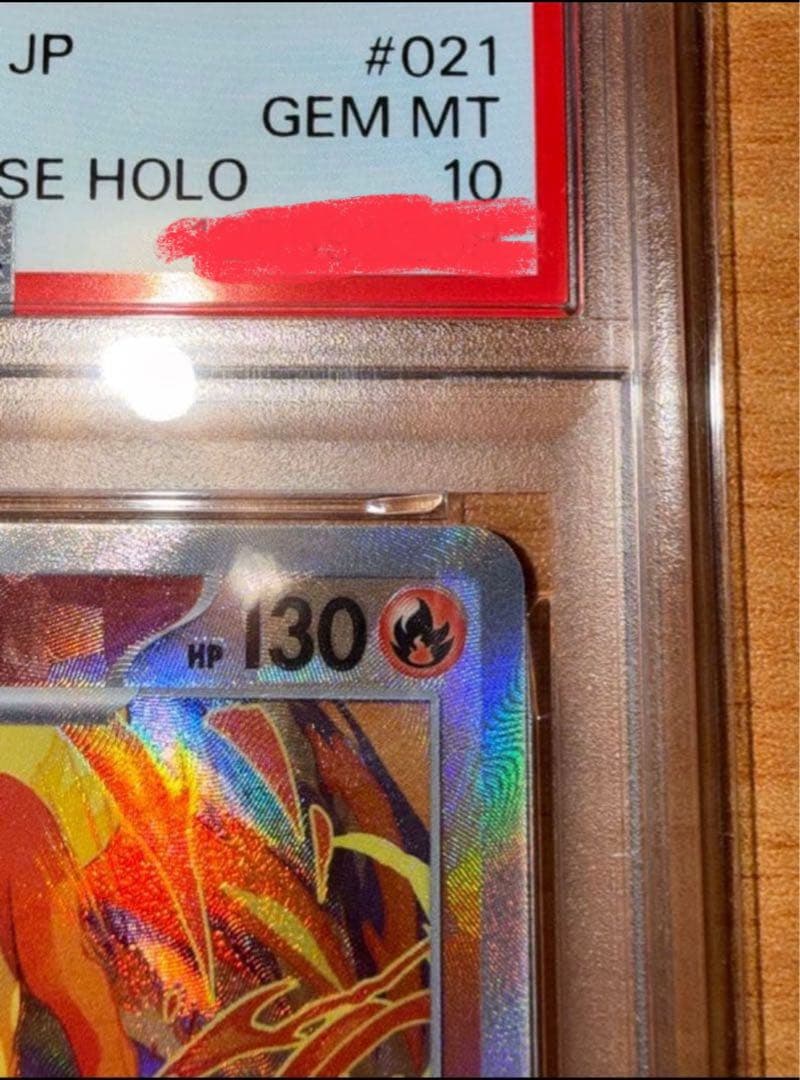 JP #021
GEM MT
SE HOLO 10
HP 130